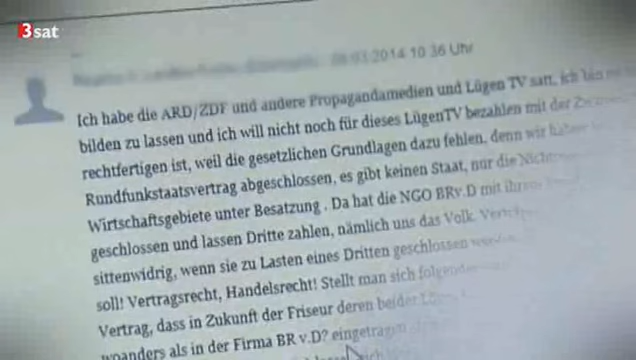 3sat
2014 10:36 Uhr
Ich habe die ARD/ZDF und andere Propagandamedien und Lügen TV satt, ich
bilden zu lassen und ich will nicht noch für dieses LügenTV bezahlen mit der
rechtfertigen ist, weil die gesetzlichen Grundlagen dazu fehlen, denn wir
Rundfunkstaatsvertrag abgeschlossen, es gibt keinen Staat, nur die
Wirtschaftsgebiete unter Besatzung . Da hat die NGO BRv.D mit
geschlossen und lassen Dritte zahlen, nämlich uns das Volk.
sittenwidrig, wenn sie zu Lasten eines Dritten geschlossen
soll! Vertragsrecht, Handelsrecht! Stellt man sich
Vertrag, dass in Zukunft der Friseur deren beider
woanders als in der Firma BR v.D? eingetragen